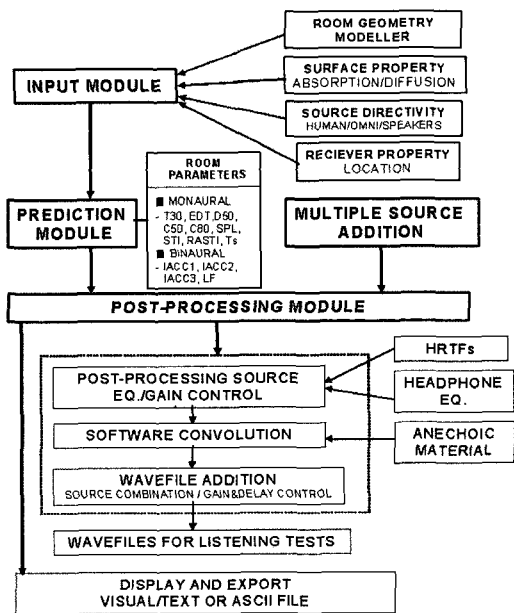 ROOM GEOMETRY
MODELLER
INPUT MODULE
SURFACE PROPERTY
ABSORPTION/DIFFUSION
SOURCE DIRECTIVITY
HUMAN/OMNI/SPEAKERS
RECIEVER PROPERTY
LOCATION
ROOM
PARAMETERS
■ MONAURAL
- T30, EDT, D50,
C50, C80, SPL,
STI, RASTI, Ts
■ BINAURAL
- IACC1, IACC2,
IACC3, LF
PREDICTION
MODULE
MULTIPLE SOURCE
ADDITION
POST-PROCESSING MODULE
POST-PROCESSING SOURCE
EQ./GAIN CONTROL
HRTFs
HEADPHONE
EQ.
SOFTWARE CONVOLUTION
ANECHOIC
MATERIAL
WAVEFILE ADDITION
SOURCE COMBINATION / GAIN&DELAY CONTROL
WAVEFILES FOR LISTENING TESTS
DISPLAY AND EXPORT
VISUAL/TEXT OR ASCII FILE